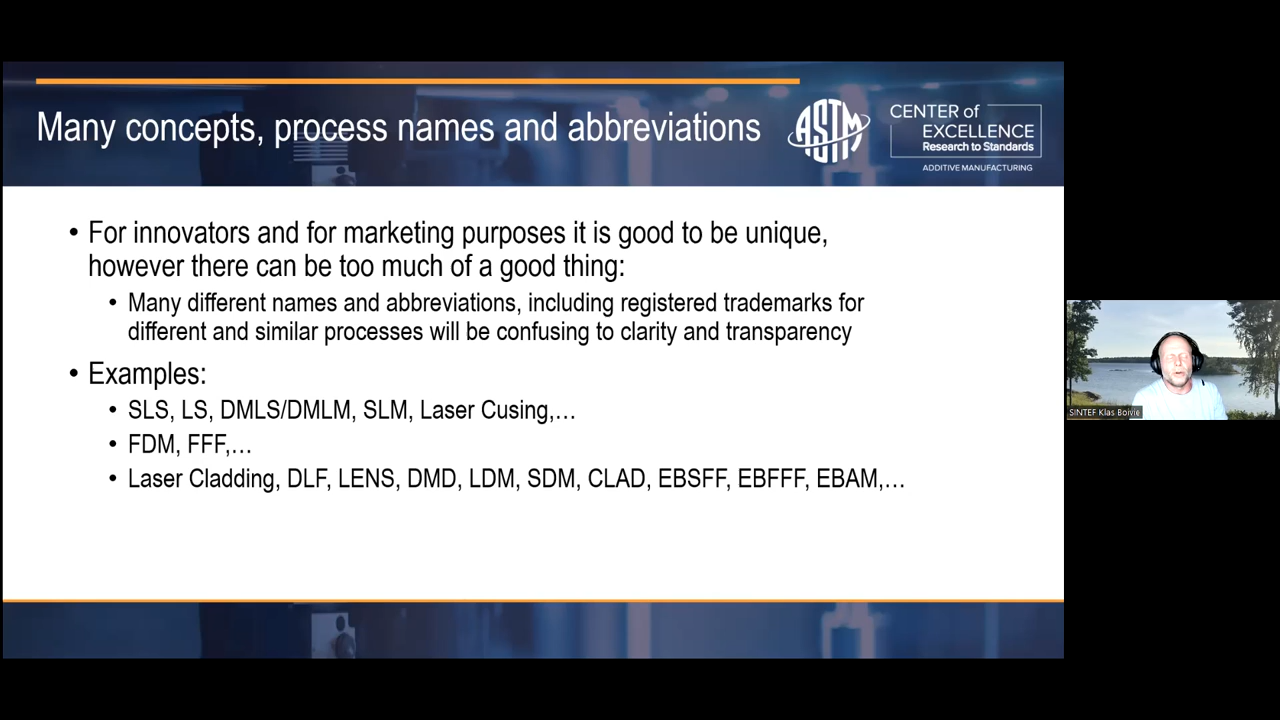 Many concepts, process names and abbreviations
ASTM
CENTER of
EXCELLENCE
Research to Standards
ADDITIVE MANUFACTURING
• For innovators and for marketing purposes it is good to be unique,
however there can be too much of a good thing:
• Many different names and abbreviations, including registered trademarks for
different and similar processes will be confusing to clarity and transparency
• Examples:
• SLS, LS, DMLS/DMLM, SLM, Laser Cusing,…
• FDM, FFF,…
• Laser Cladding, DLF, LENS, DMD, LDM, SDM, CLAD, EBSFF, EBFFF, EBAM,…
SINTEF Klas Boivie